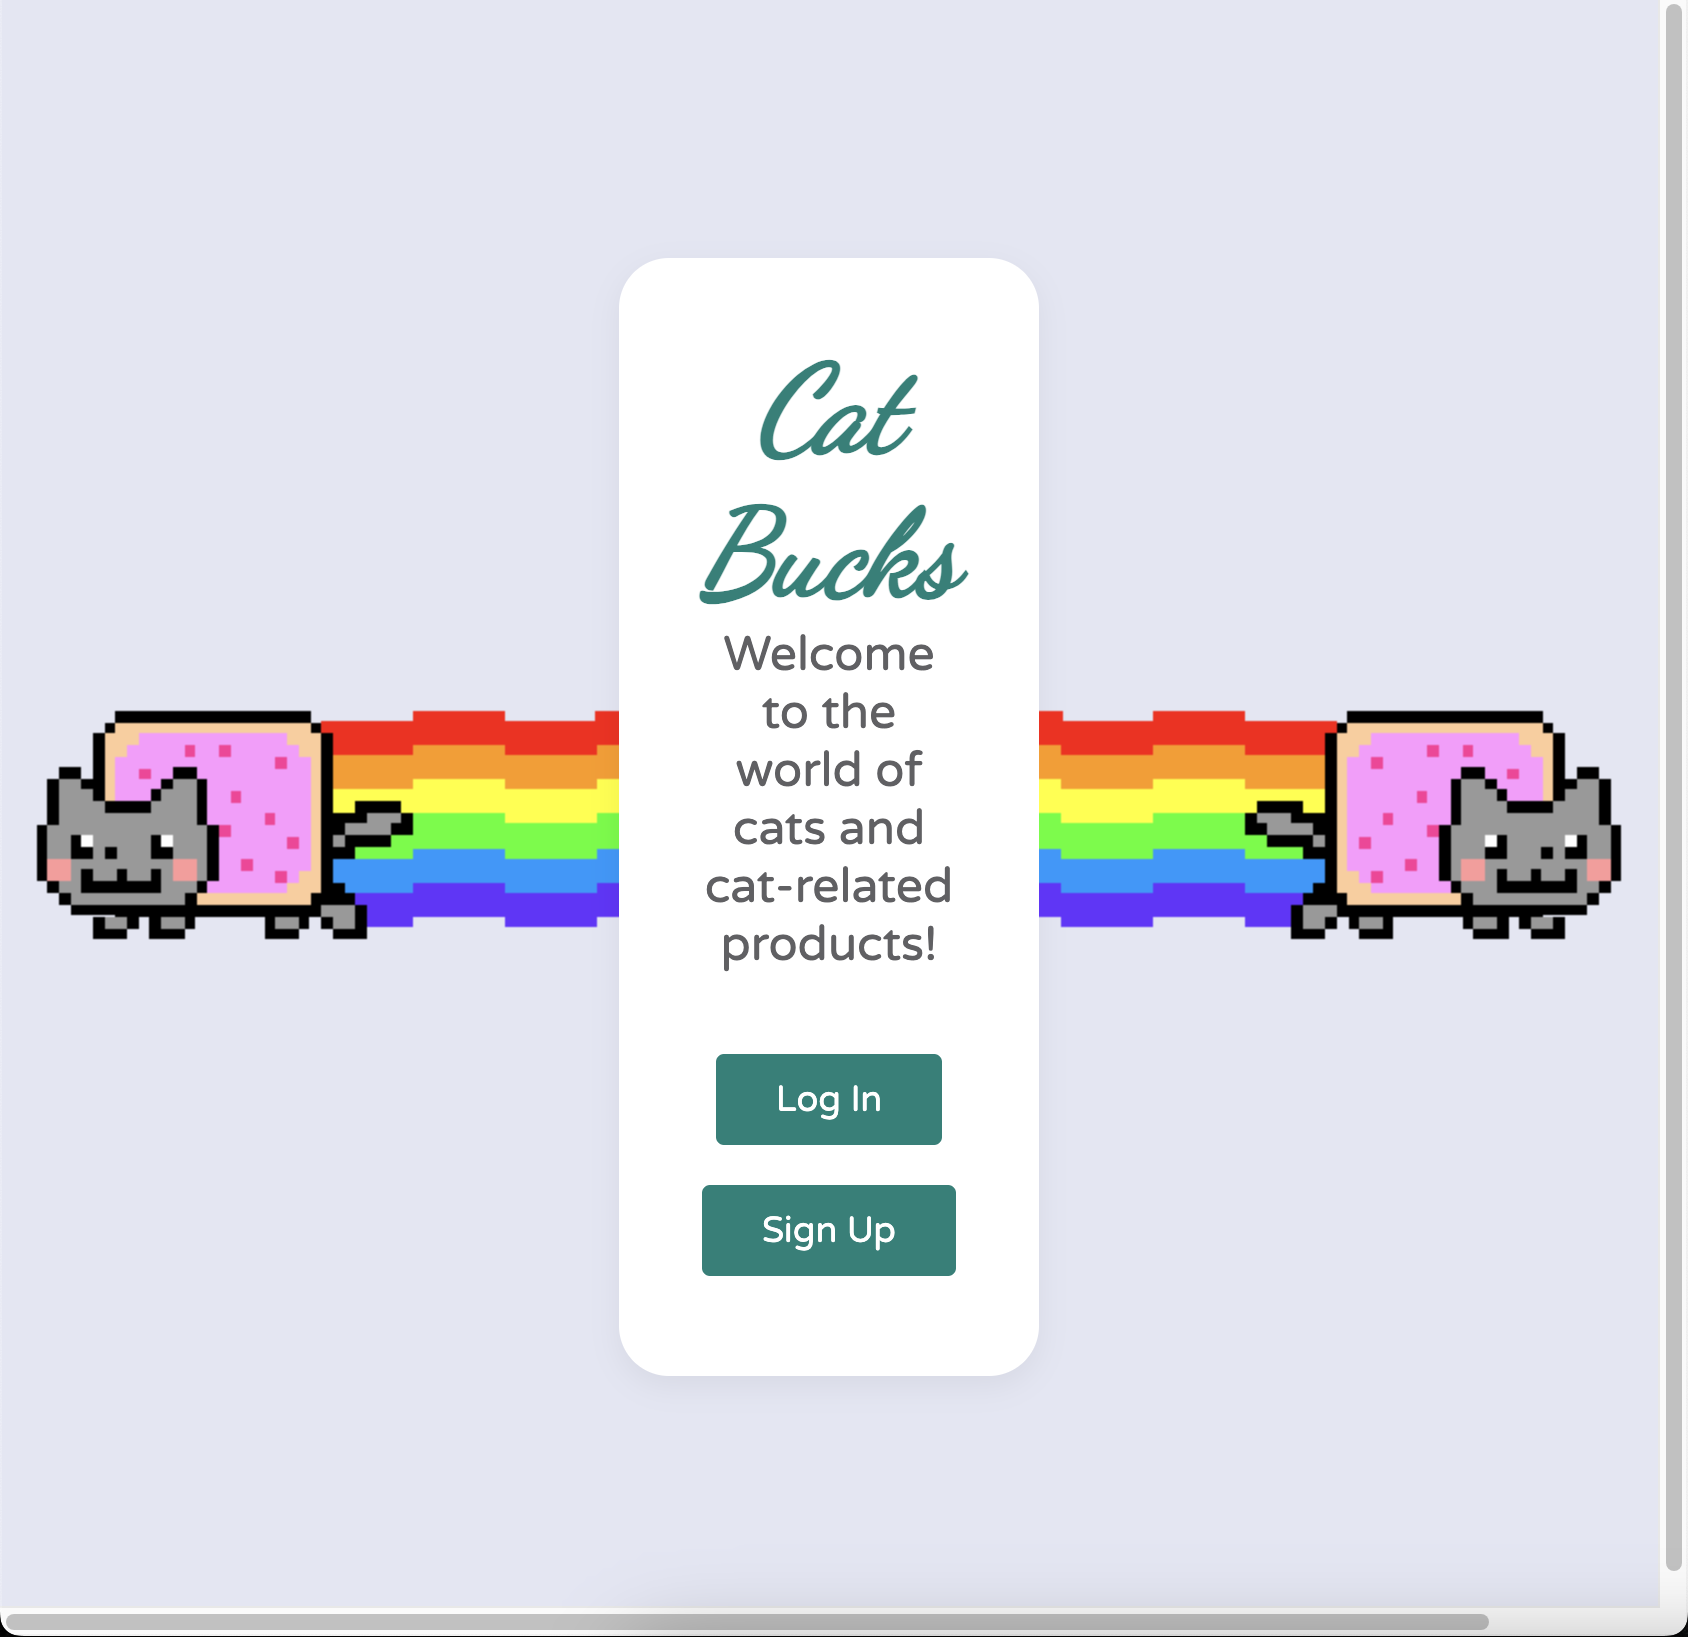 Cat
Bucks
Welcome
to the
world of
cats and
cat-related
products!
Log In
Sign Up